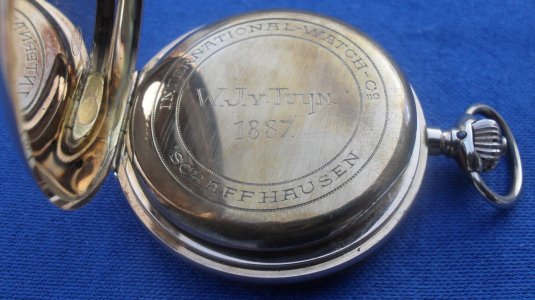 INTERNATIONAL-WATCH-Co
W.J.v. Tuyn.
1887.
SCHAFFHAUSEN